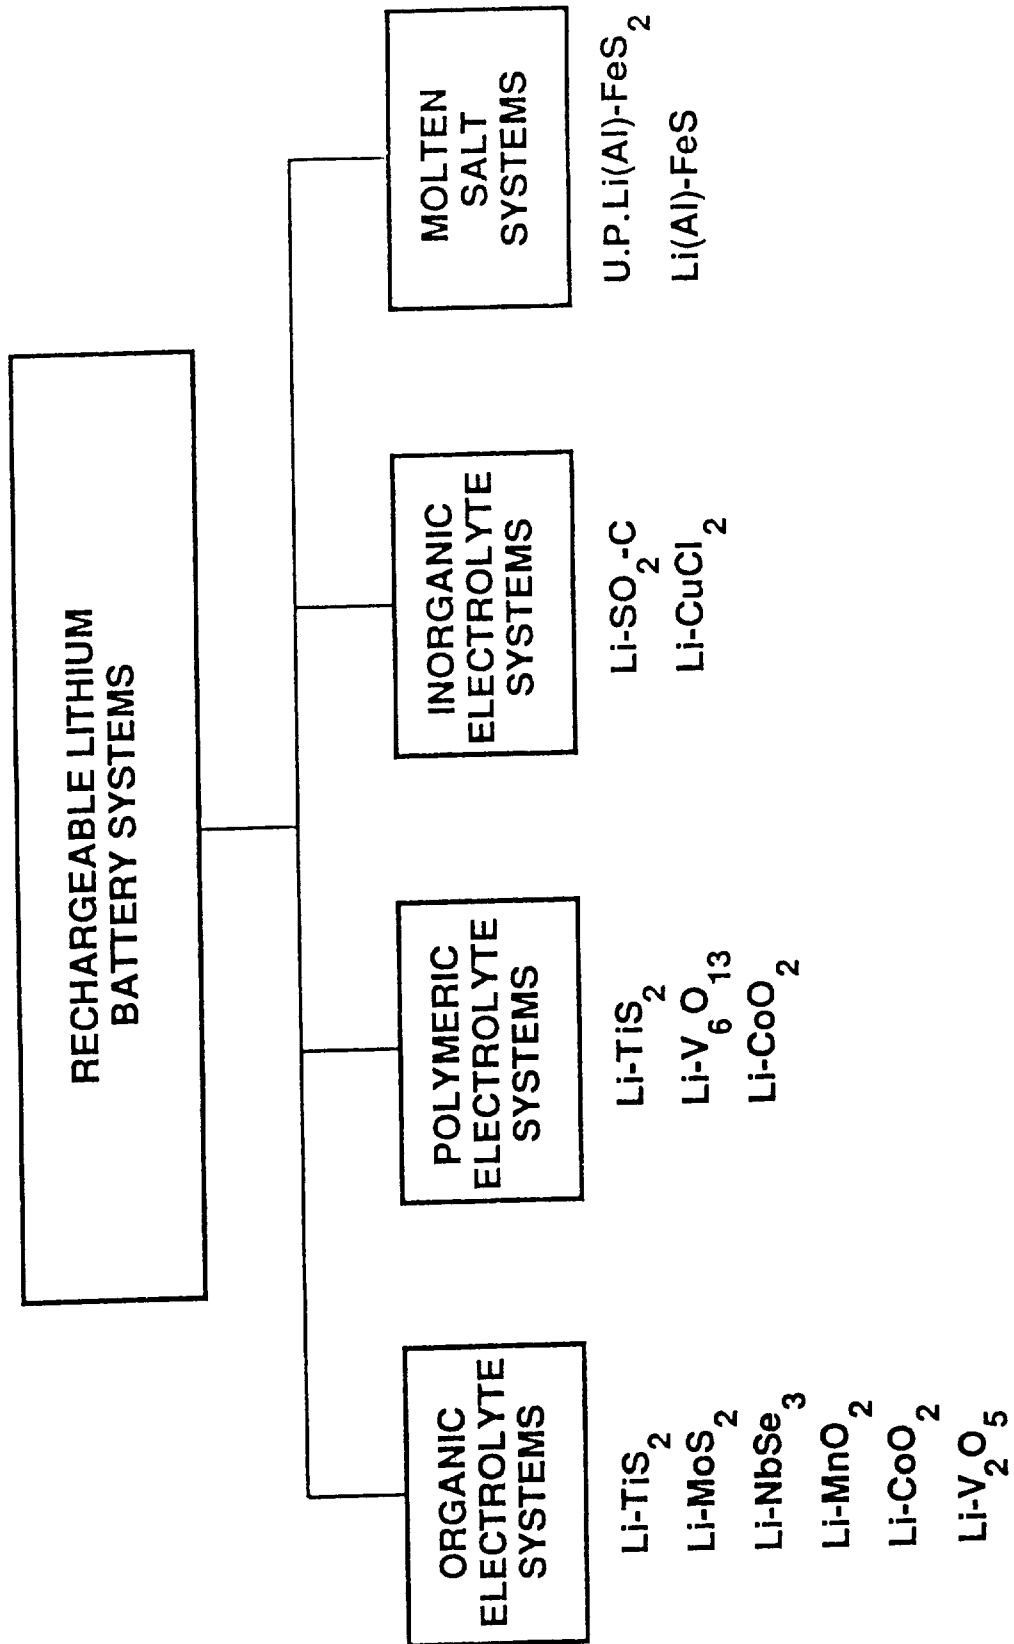 RECHARGEABLE LITHIUM
BATTERY SYSTEMS
ORGANIC
ELECTROLYTE
SYSTEMS
Li-TiS₂
Li-MoS₂
Li-NbSe₃
Li-MnO₂
Li-CoO₂
Li-V₂O₅
POLYMERIC
ELECTROLYTE
SYSTEMS
Li-TiS₂
Li-V₆O₁₃
Li-CoO₂
INORGANIC
ELECTROLYTE
SYSTEMS
Li-SO₂-C
Li-CuCl₂
MOLTEN
SALT
SYSTEMS
U.P.Li(Al)-FeS₂
Li(Al)-FeS